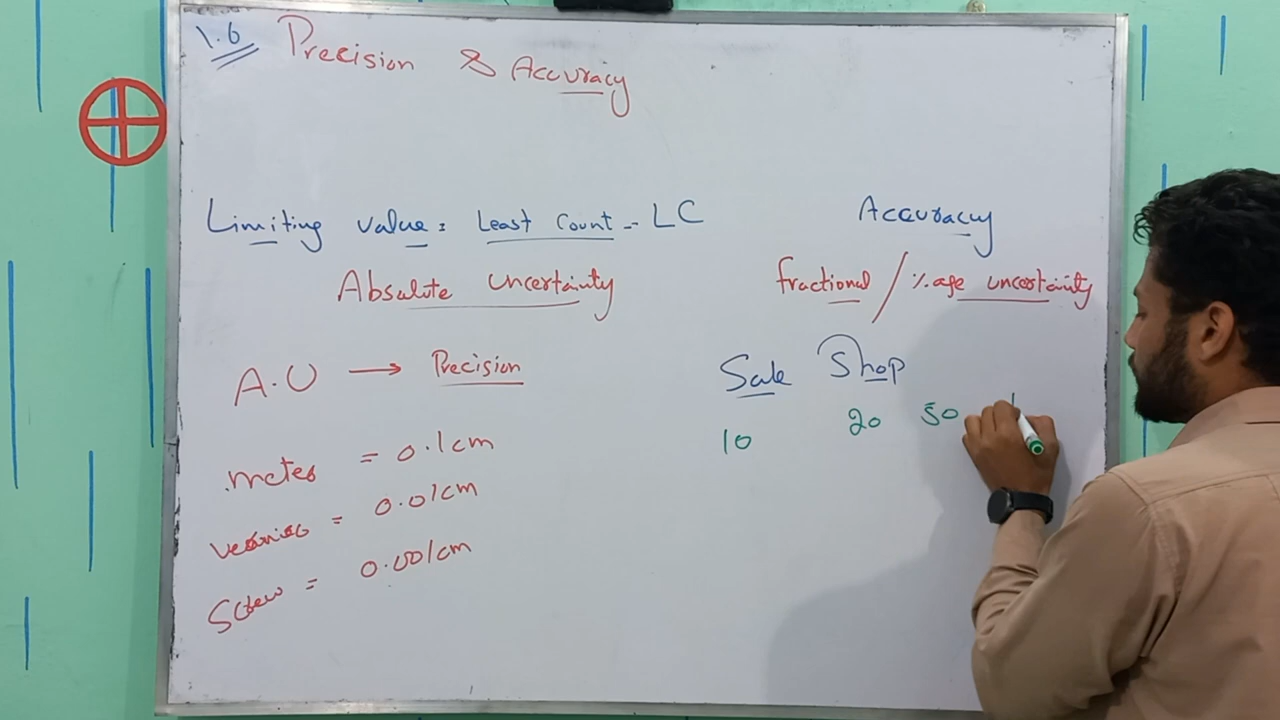 1.6 Precision & Accuracy
Limiting value = Least Count - LC
Absolute uncertainty
A.U → Precision
meter = 0.1cm
vernier = 0.01cm
Screw = 0.001cm
Accuracy
fractional / %age uncertainty
Sale Shop
10 20 50